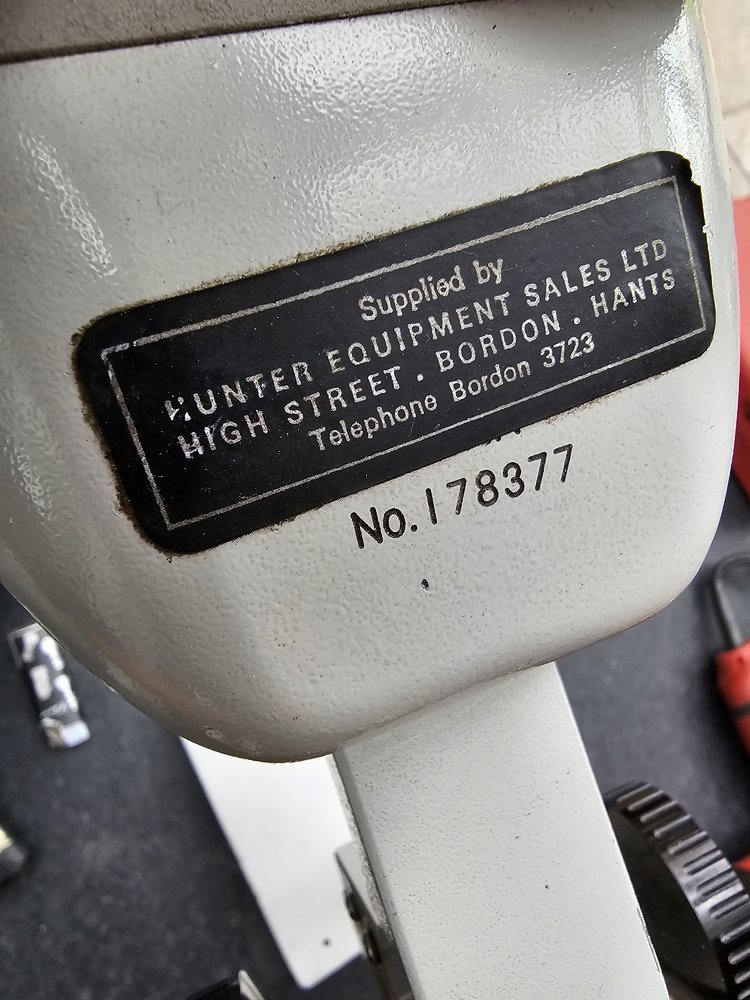 Supplied by
HUNTER EQUIPMENT SALES LTD
HIGH STREET . BORDON . HANTS
Telephone Bordon 3723
No. 178377